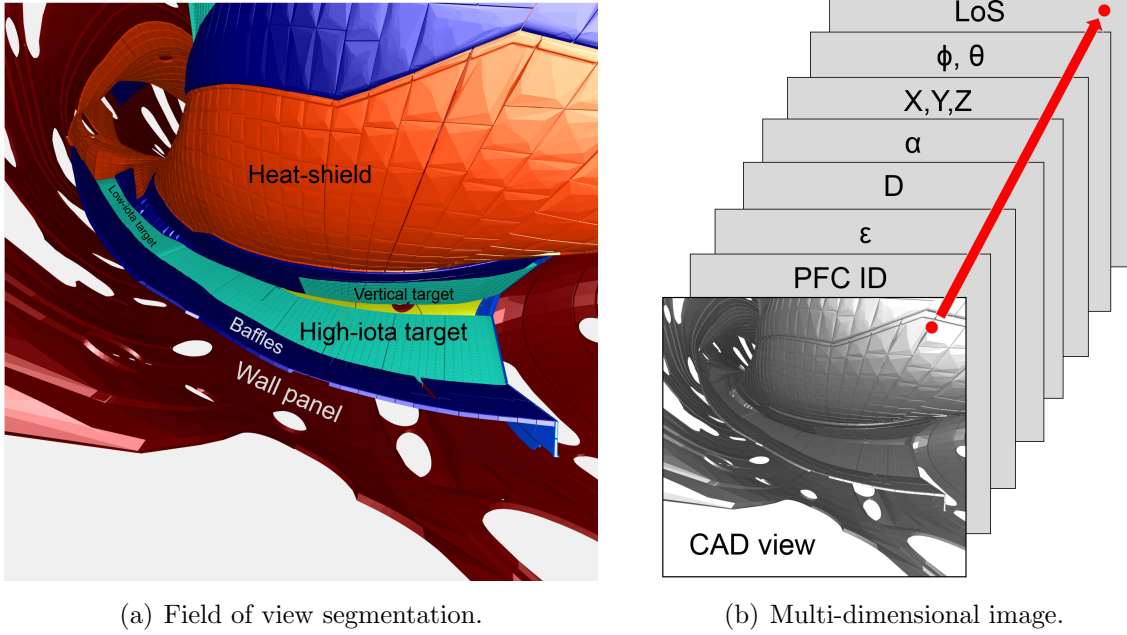 Heat-shield
Low-iota target
Vertical target
High-iota target
Baffles
Wall panel
LoS
ϕ, θ
X,Y,Z
α
D
ε
PFC ID
CAD view
(a) Field of view segmentation.
(b) Multi-dimensional image.